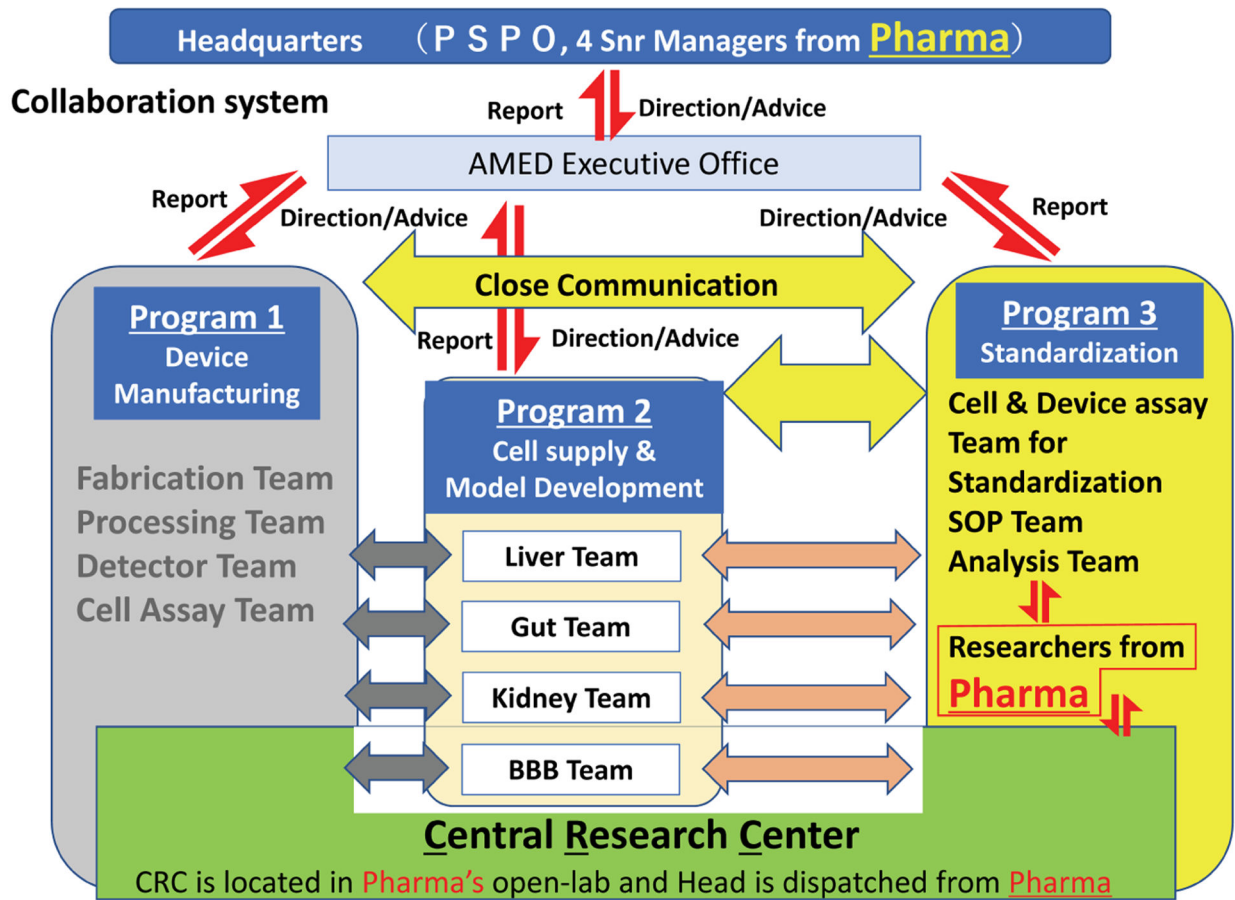 Headquarters （ＰＳＰＯ, 4 Snr Managers from Pharma）
Collaboration system
Report
Direction/Advice
AMED Executive Office
Report
Direction/Advice
Direction/Advice
Report
Close Communication
Report
Direction/Advice
Program 1
Device
Manufacturing
Fabrication Team
Processing Team
Detector Team
Cell Assay Team
Program 2
Cell supply &
Model Development
Liver Team
Gut Team
Kidney Team
BBB Team
Program 3
Standardization
Cell & Device assay
Team for
Standardization
SOP Team
Analysis Team
Researchers from
Pharma
Central Research Center
CRC is located in Pharma’s open-lab and Head is dispatched from Pharma